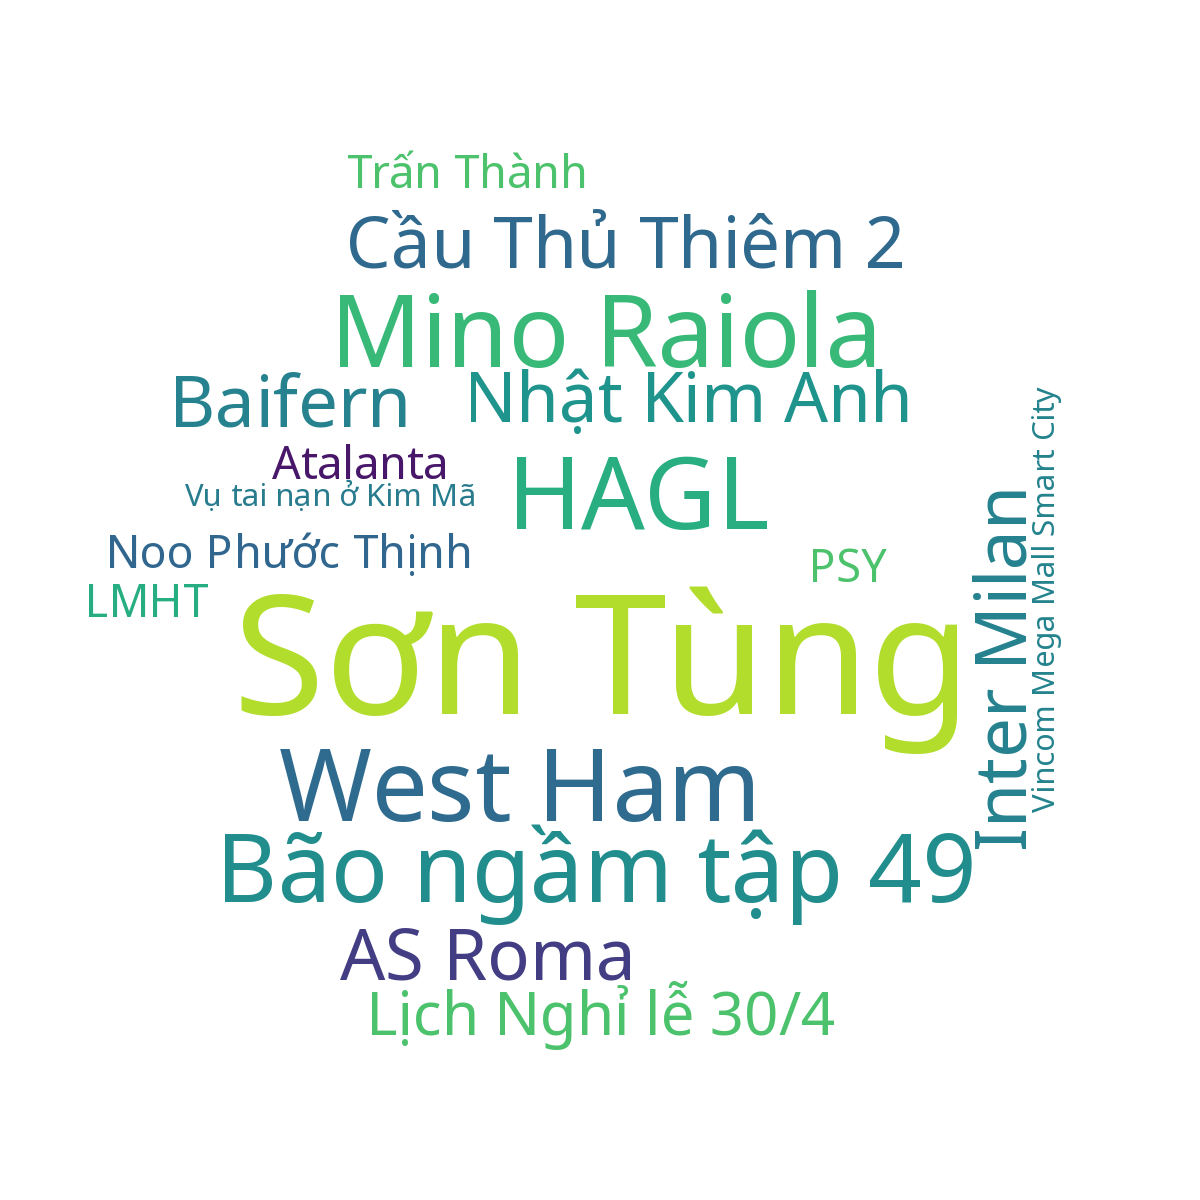 Trấn Thành
Cầu Thủ Thiêm 2
Mino Raiola
Baifern
Nhật Kim Anh
Atalanta
HAGL
Vụ tai nạn ở Kim Mã
Noo Phước Thịnh
PSY
LMHT
Sơn Tùng
Inter Milan
Vincom Mega Mall Smart City
West Ham
Bão ngầm tập 49
AS Roma
Lịch Nghỉ lễ 30/4